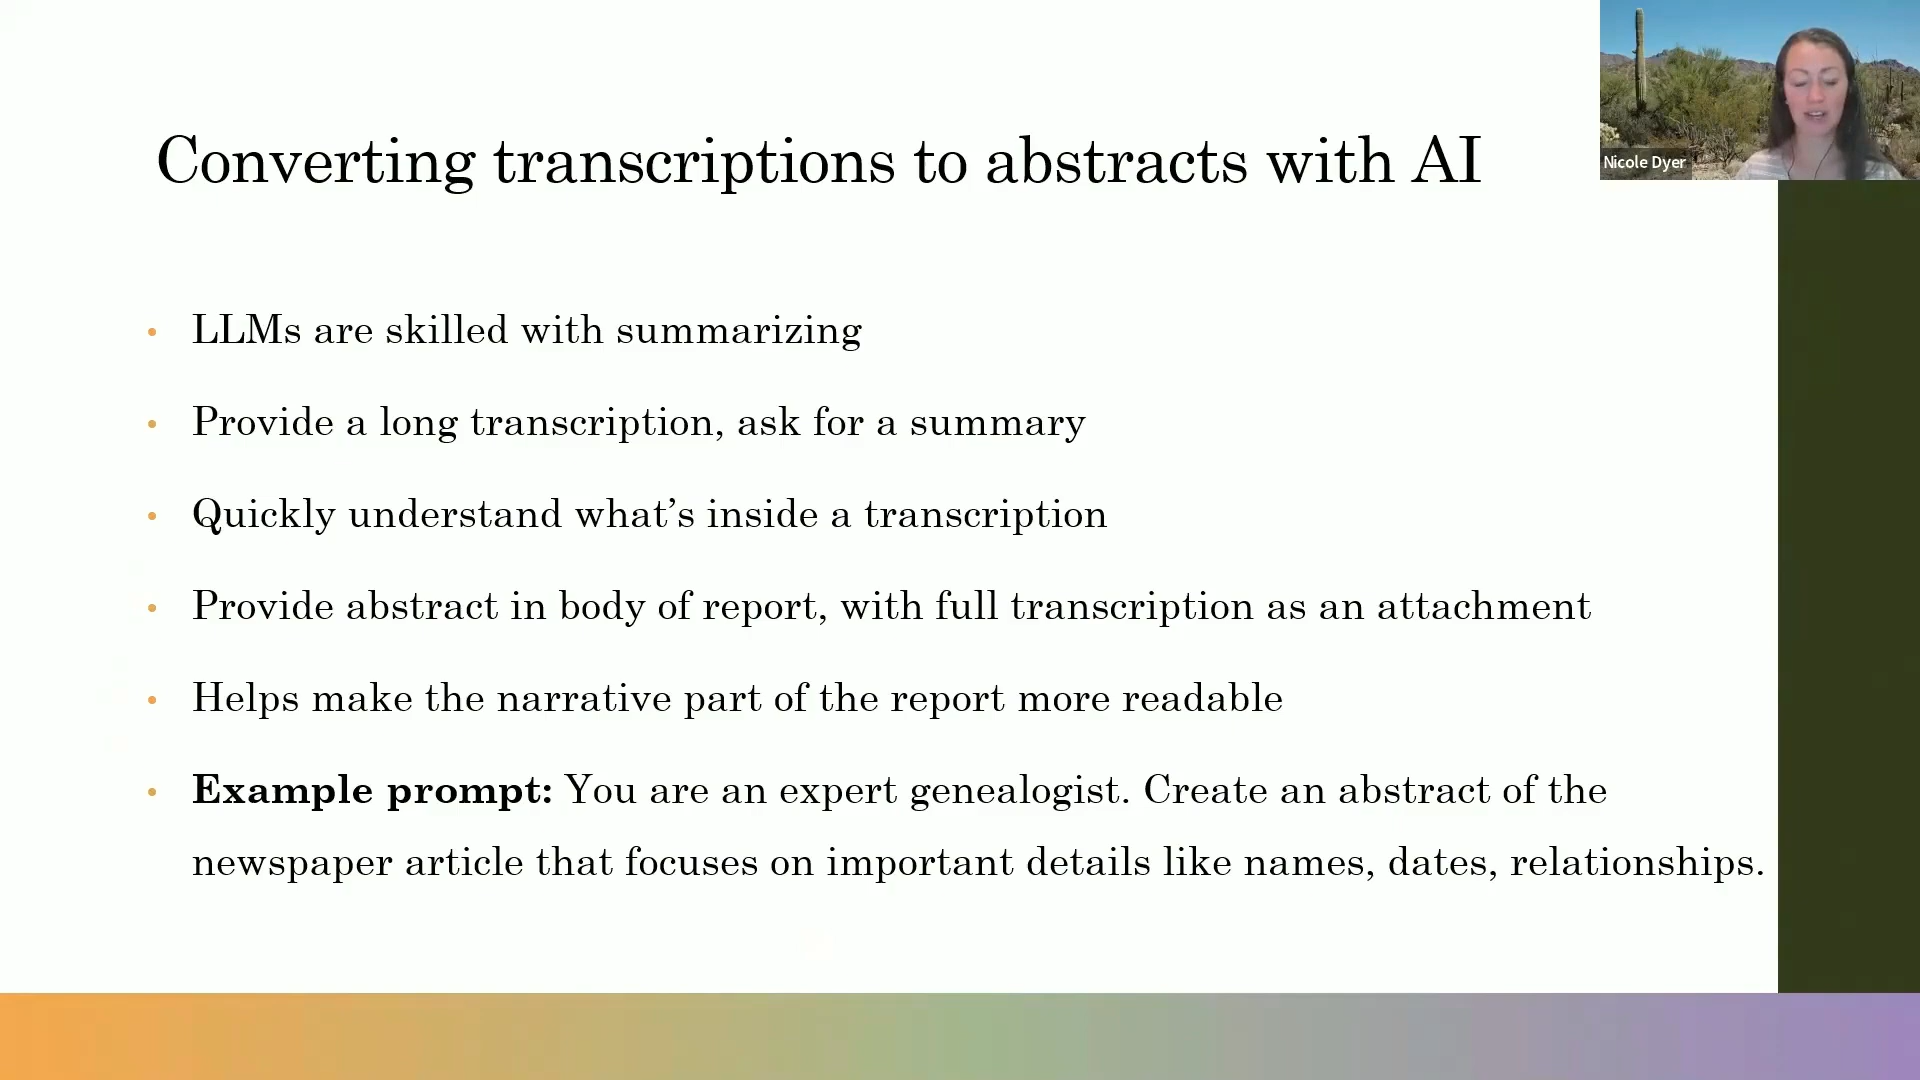 Converting transcriptions to abstracts with AI
Nicole Dyer
• LLMs are skilled with summarizing
• Provide a long transcription, ask for a summary
• Quickly understand what’s inside a transcription
• Provide abstract in body of report, with full transcription as an attachment
• Helps make the narrative part of the report more readable
• Example prompt: You are an expert genealogist. Create an abstract of the
newspaper article that focuses on important details like names, dates, relationships.